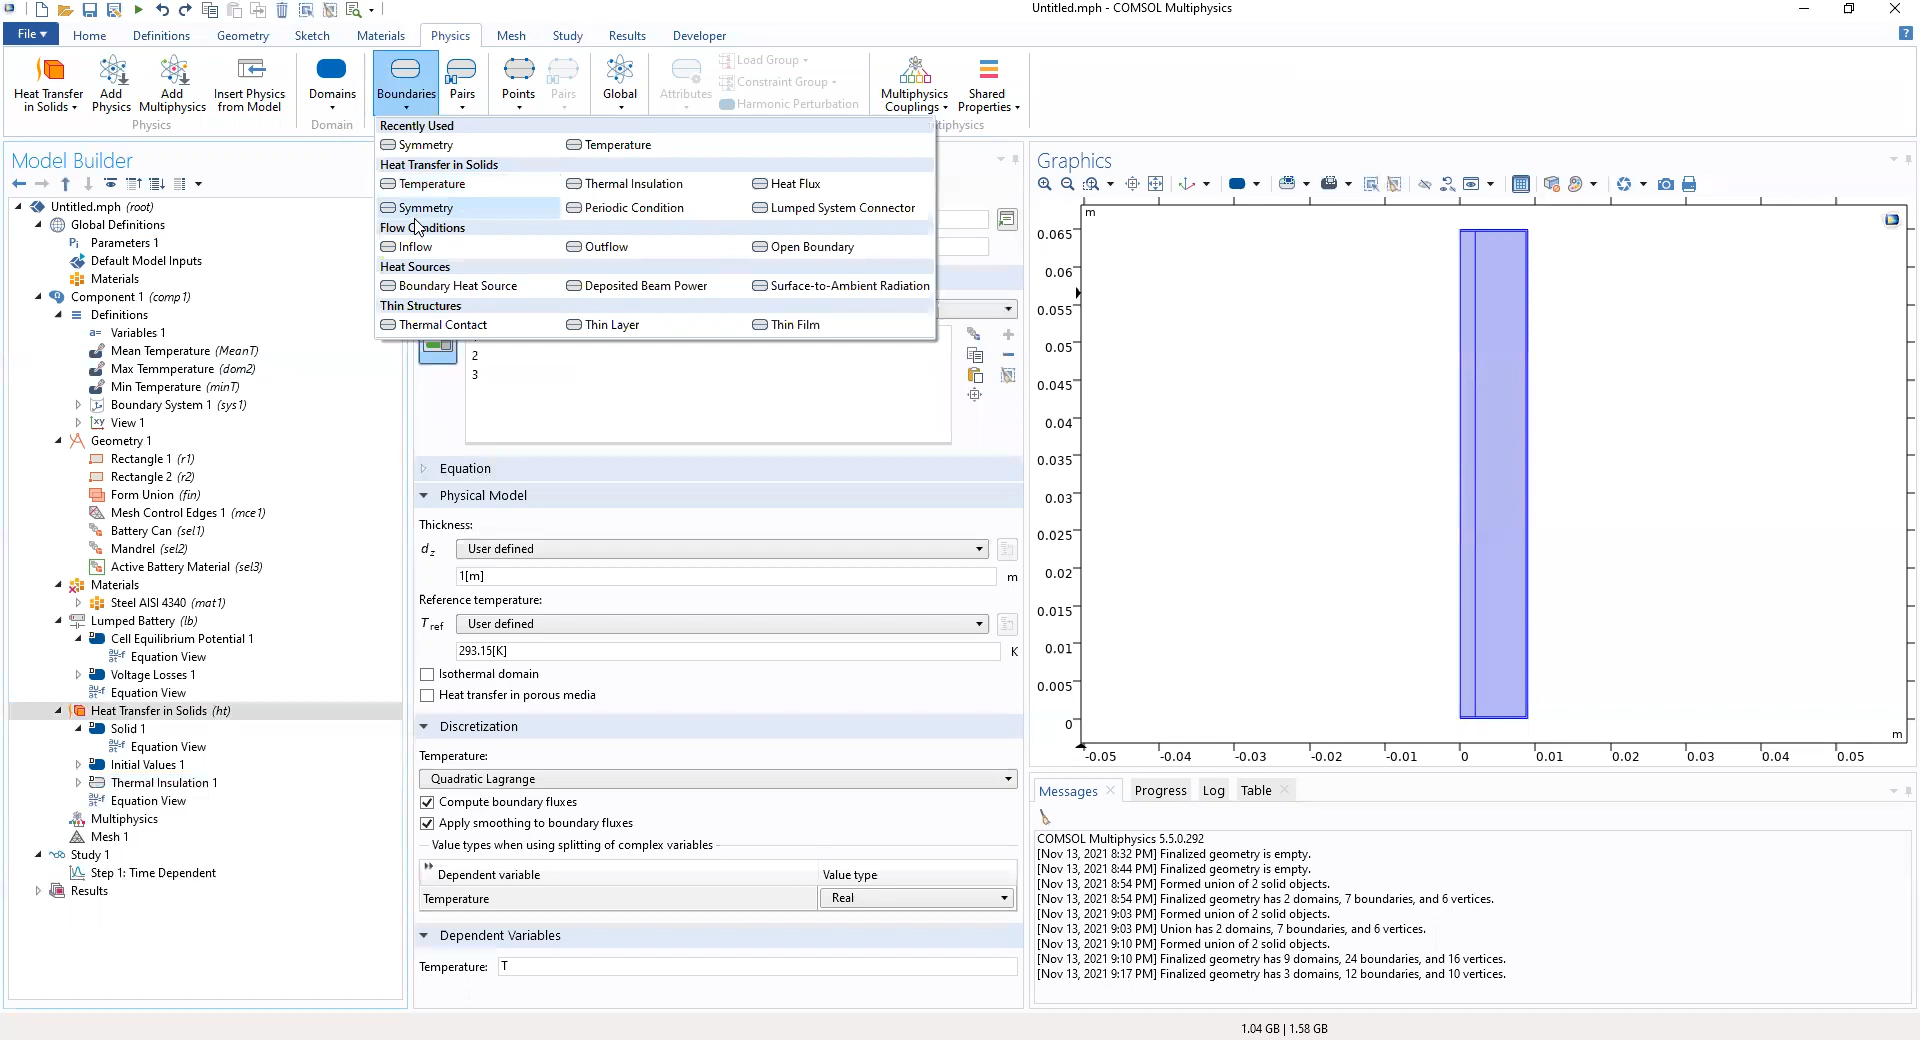 Untitled.mph - COMSOL Multiphysics
File Home Definitions Geometry Sketch Materials Physics Mesh Study Results Developer
Heat Transfer in Solids
Add Physics
Add Multiphysics
Insert Physics from Model
Physics
Domains
Domain
Boundaries
Pairs
Points
Pairs
Global
Attributes
Load Group
Constraint Group
Harmonic Perturbation
Multiphysics Couplings
Shared Properties
Recently Used
Symmetry Temperature
Heat Transfer in Solids
Temperature Thermal Insulation Heat Flux
Symmetry Periodic Condition Lumped System Connector
Flow Conditions
Inflow Outflow Open Boundary
Heat Sources
Boundary Heat Source Deposited Beam Power Surface-to-Ambient Radiation
Thin Structures
Thermal Contact Thin Layer Thin Film
Model Builder
Untitled.mph (root)
Global Definitions
Pi Parameters 1
Default Model Inputs
Materials
Component 1 (comp1)
Definitions
a= Variables 1
Mean Temperature (MeanT)
Max Temmperature (dom2)
Min Temperature (minT)
Boundary System 1 (sys1)
View 1
Geometry 1
Rectangle 1 (r1)
Rectangle 2 (r2)
Form Union (fin)
Mesh Control Edges 1 (mce1)
Battery Can (sel1)
Mandrel (sel2)
Active Battery Material (sel3)
Materials
Steel AISI 4340 (mat1)
Lumped Battery (lb)
Cell Equilibrium Potential 1
Equation View
Voltage Losses 1
Equation View
Heat Transfer in Solids (ht)
Solid 1
Equation View
Initial Values 1
Thermal Insulation 1
Equation View
Multiphysics
Mesh 1
Study 1
Step 1: Time Dependent
Results
2
3
Equation
Physical Model
Thickness:
dz User defined
1[m] m
Reference temperature:
Tref User defined
293.15[K] K
Isothermal domain
Heat transfer in porous media
Discretization
Temperature:
Quadratic Lagrange
Compute boundary fluxes
Apply smoothing to boundary fluxes
Value types when using splitting of complex variables
Dependent variable Value type
Temperature Real
Dependent Variables
Temperature: T
Graphics
m
0.065
0.06
0.055
0.05
0.045
0.04
0.035
0.03
0.025
0.02
0.015
0.01
0.005
0
m
-0.05 -0.04 -0.03 -0.02 -0.01 0 0.01 0.02 0.03 0.04 0.05
Messages Progress Log Table
COMSOL Multiphysics 5.5.0.292
[Nov 13, 2021 8:32 PM] Finalized geometry is empty.
[Nov 13, 2021 8:44 PM] Finalized geometry is empty.
[Nov 13, 2021 8:54 PM] Formed union of 2 solid objects.
[Nov 13, 2021 8:54 PM] Finalized geometry has 2 domains, 7 boundaries, and 6 vertices.
[Nov 13, 2021 9:03 PM] Formed union of 2 solid objects.
[Nov 13, 2021 9:03 PM] Union has 2 domains, 7 boundaries, and 6 vertices.
[Nov 13, 2021 9:10 PM] Formed union of 2 solid objects.
[Nov 13, 2021 9:10 PM] Finalized geometry has 9 domains, 24 boundaries, and 16 vertices.
[Nov 13, 2021 9:17 PM] Finalized geometry has 3 domains, 12 boundaries, and 10 vertices.
1.04 GB | 1.58 GB